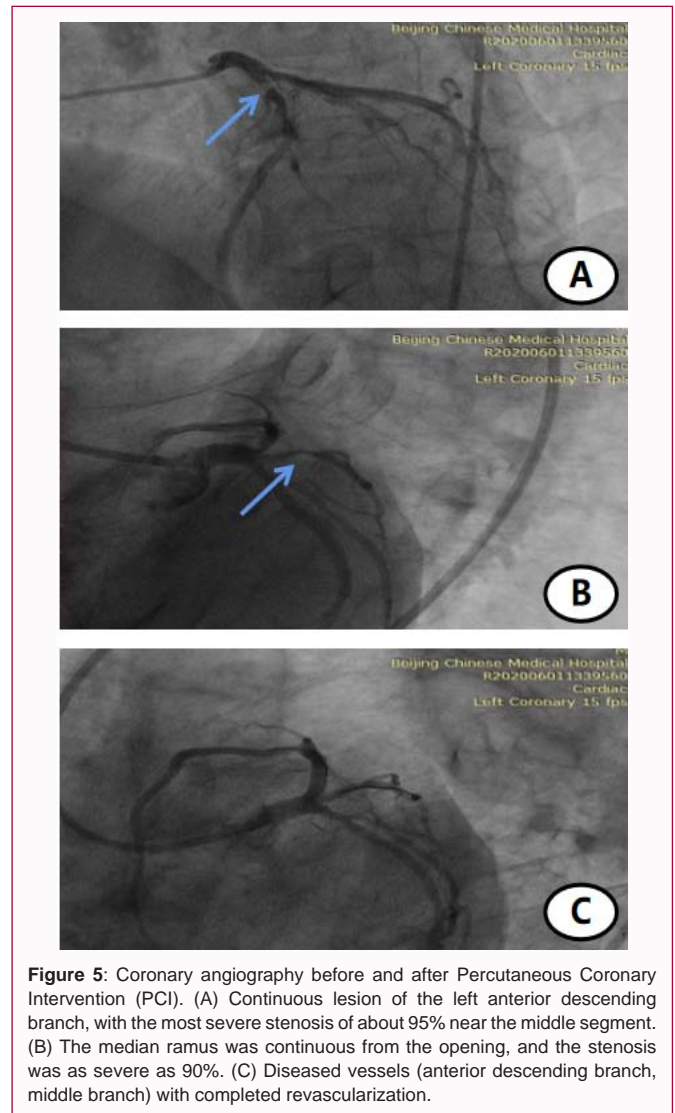 Beijing Chinese Medical Hospital
R202006011339560
Cardiac
Left Coronary 15 fps
A
Beijing Chinese Medical Hospital
R202006011339560
Cardiac
Left Coronary 15 fps
B
M
Beijing Chinese Medical Hospital
R202006011339560
Cardiac
Left Coronary 15 fps
C
Figure 5: Coronary angiography before and after Percutaneous Coronary
Intervention (PCI). (A) Continuous lesion of the left anterior descending
branch, with the most severe stenosis of about 95% near the middle segment.
(B) The median ramus was continuous from the opening, and the stenosis
was as severe as 90%. (C) Diseased vessels (anterior descending branch,
middle branch) with completed revascularization.